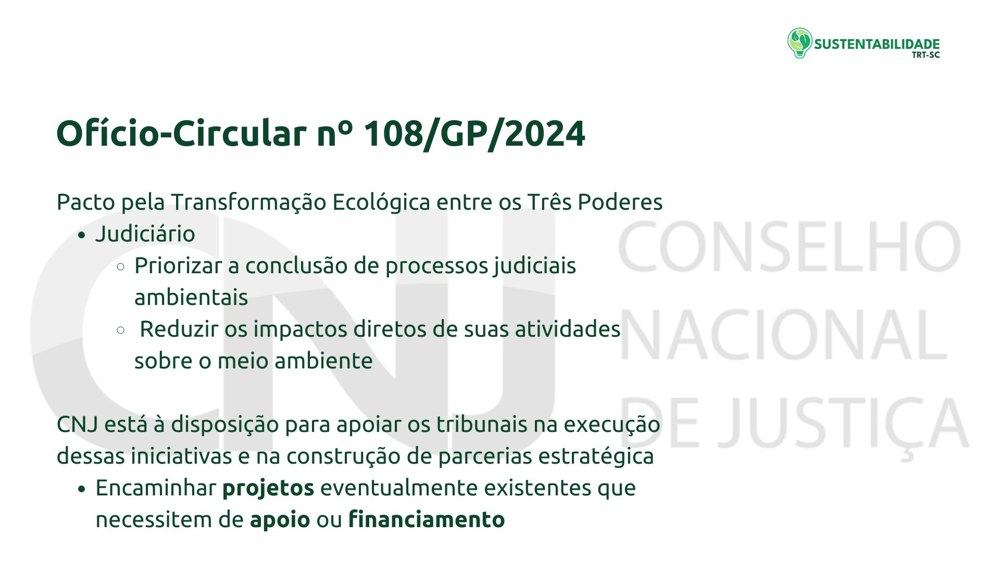 SUSTENTABILIDADE
TRT-SC
Ofício-Circular nº 108/GP/2024
Pacto pela Transformação Ecológica entre os Três Poderes
• Judiciário
◦ Priorizar a conclusão de processos judiciais
ambientais
◦ Reduzir os impactos diretos de suas atividades
sobre o meio ambiente
CNJ está à disposição para apoiar os tribunais na execução
dessas iniciativas e na construção de parcerias estratégica
• Encaminhar projetos eventualmente existentes que
necessitem de apoio ou financiamento
CNJ
CONSELHO
NACIONAL
DE JUSTIÇA